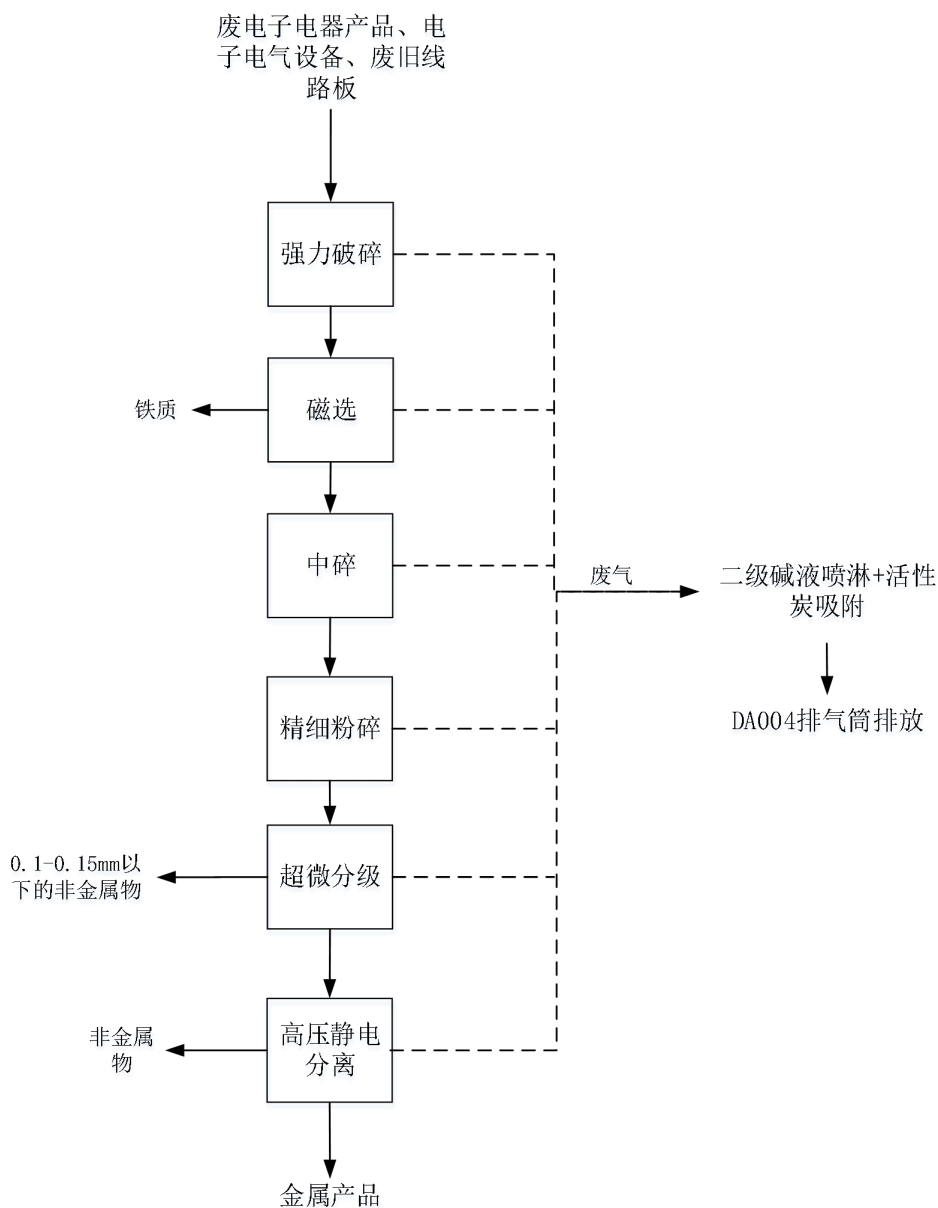 废电子电器产品、电
子电气设备、废旧线
路板
强力破碎
磁选
铁质
中碎
废气
二级碱液喷淋+活性
炭吸附
DA004排气筒排放
精细粉碎
超微分级
0.1-0.15mm以
下的非金属物
高压静电
分离
非金属
物
金属产品